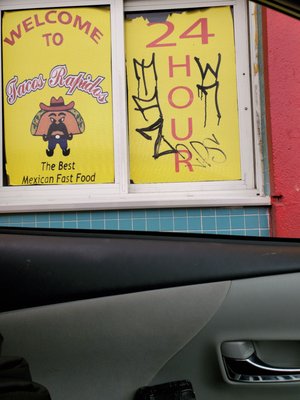 WELCOME
TO
Tacos Rapidos
The Best
Mexican Fast Food
24
HOUR